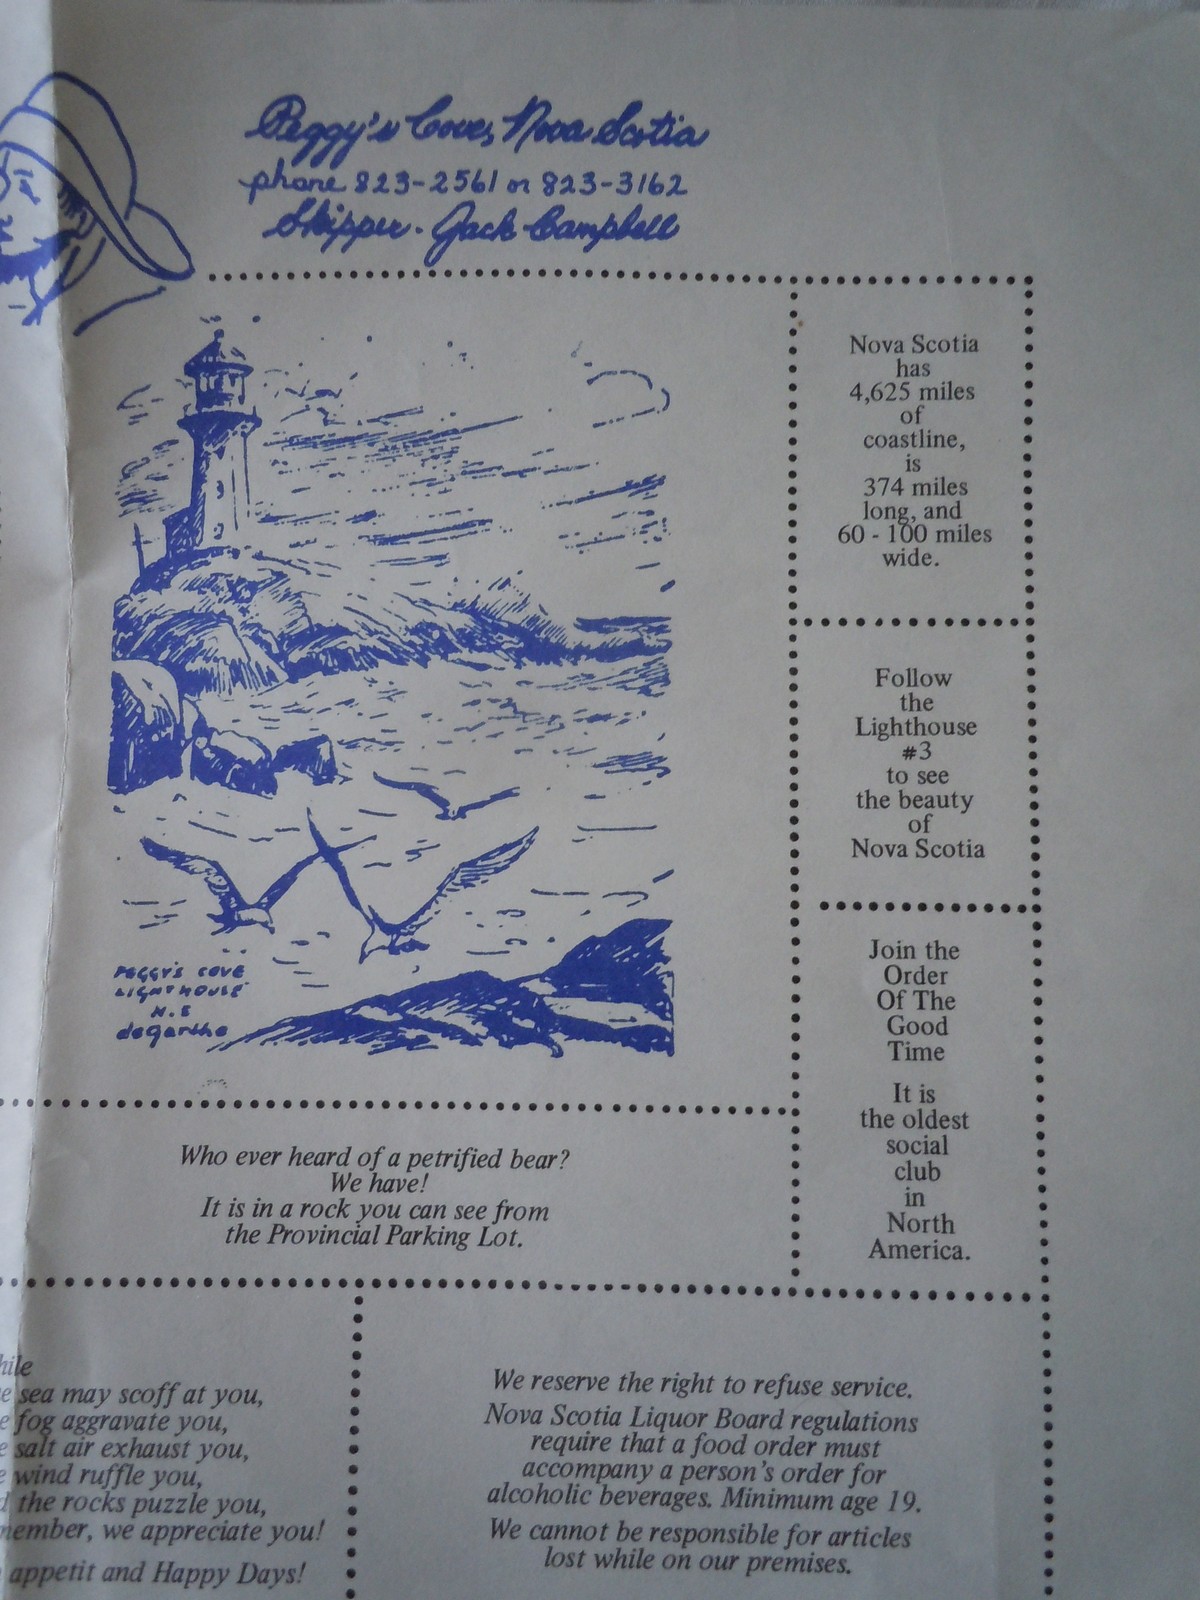 Peggy's Cove, Nova Scotia
phone 823-2561 or 823-3162
Skipper - Jack Campbell
PEGGY'S COVE
LIGHTHOUSE
N.S
deGarthe
Nova Scotia
has
4,625 miles
of
coastline,
is
374 miles
long, and
60 - 100 miles
wide.
Follow
the
Lighthouse
#3
to see
the beauty
of
Nova Scotia
Join the
Order
Of The
Good
Time
It is
the oldest
social
club
in
North
America.
Who ever heard of a petrified bear?
We have!
It is in a rock you can see from
the Provincial Parking Lot.
sea may scoff at you,
fog aggravate you,
salt air exhaust you,
wind ruffle you,
the rocks puzzle you,
we appreciate you!
appetit and Happy Days!
We reserve the right to refuse service.
Nova Scotia Liquor Board regulations
require that a food order must
accompany a person's order for
alcoholic beverages. Minimum age 19.
We cannot be responsible for articles
lost while on our premises.